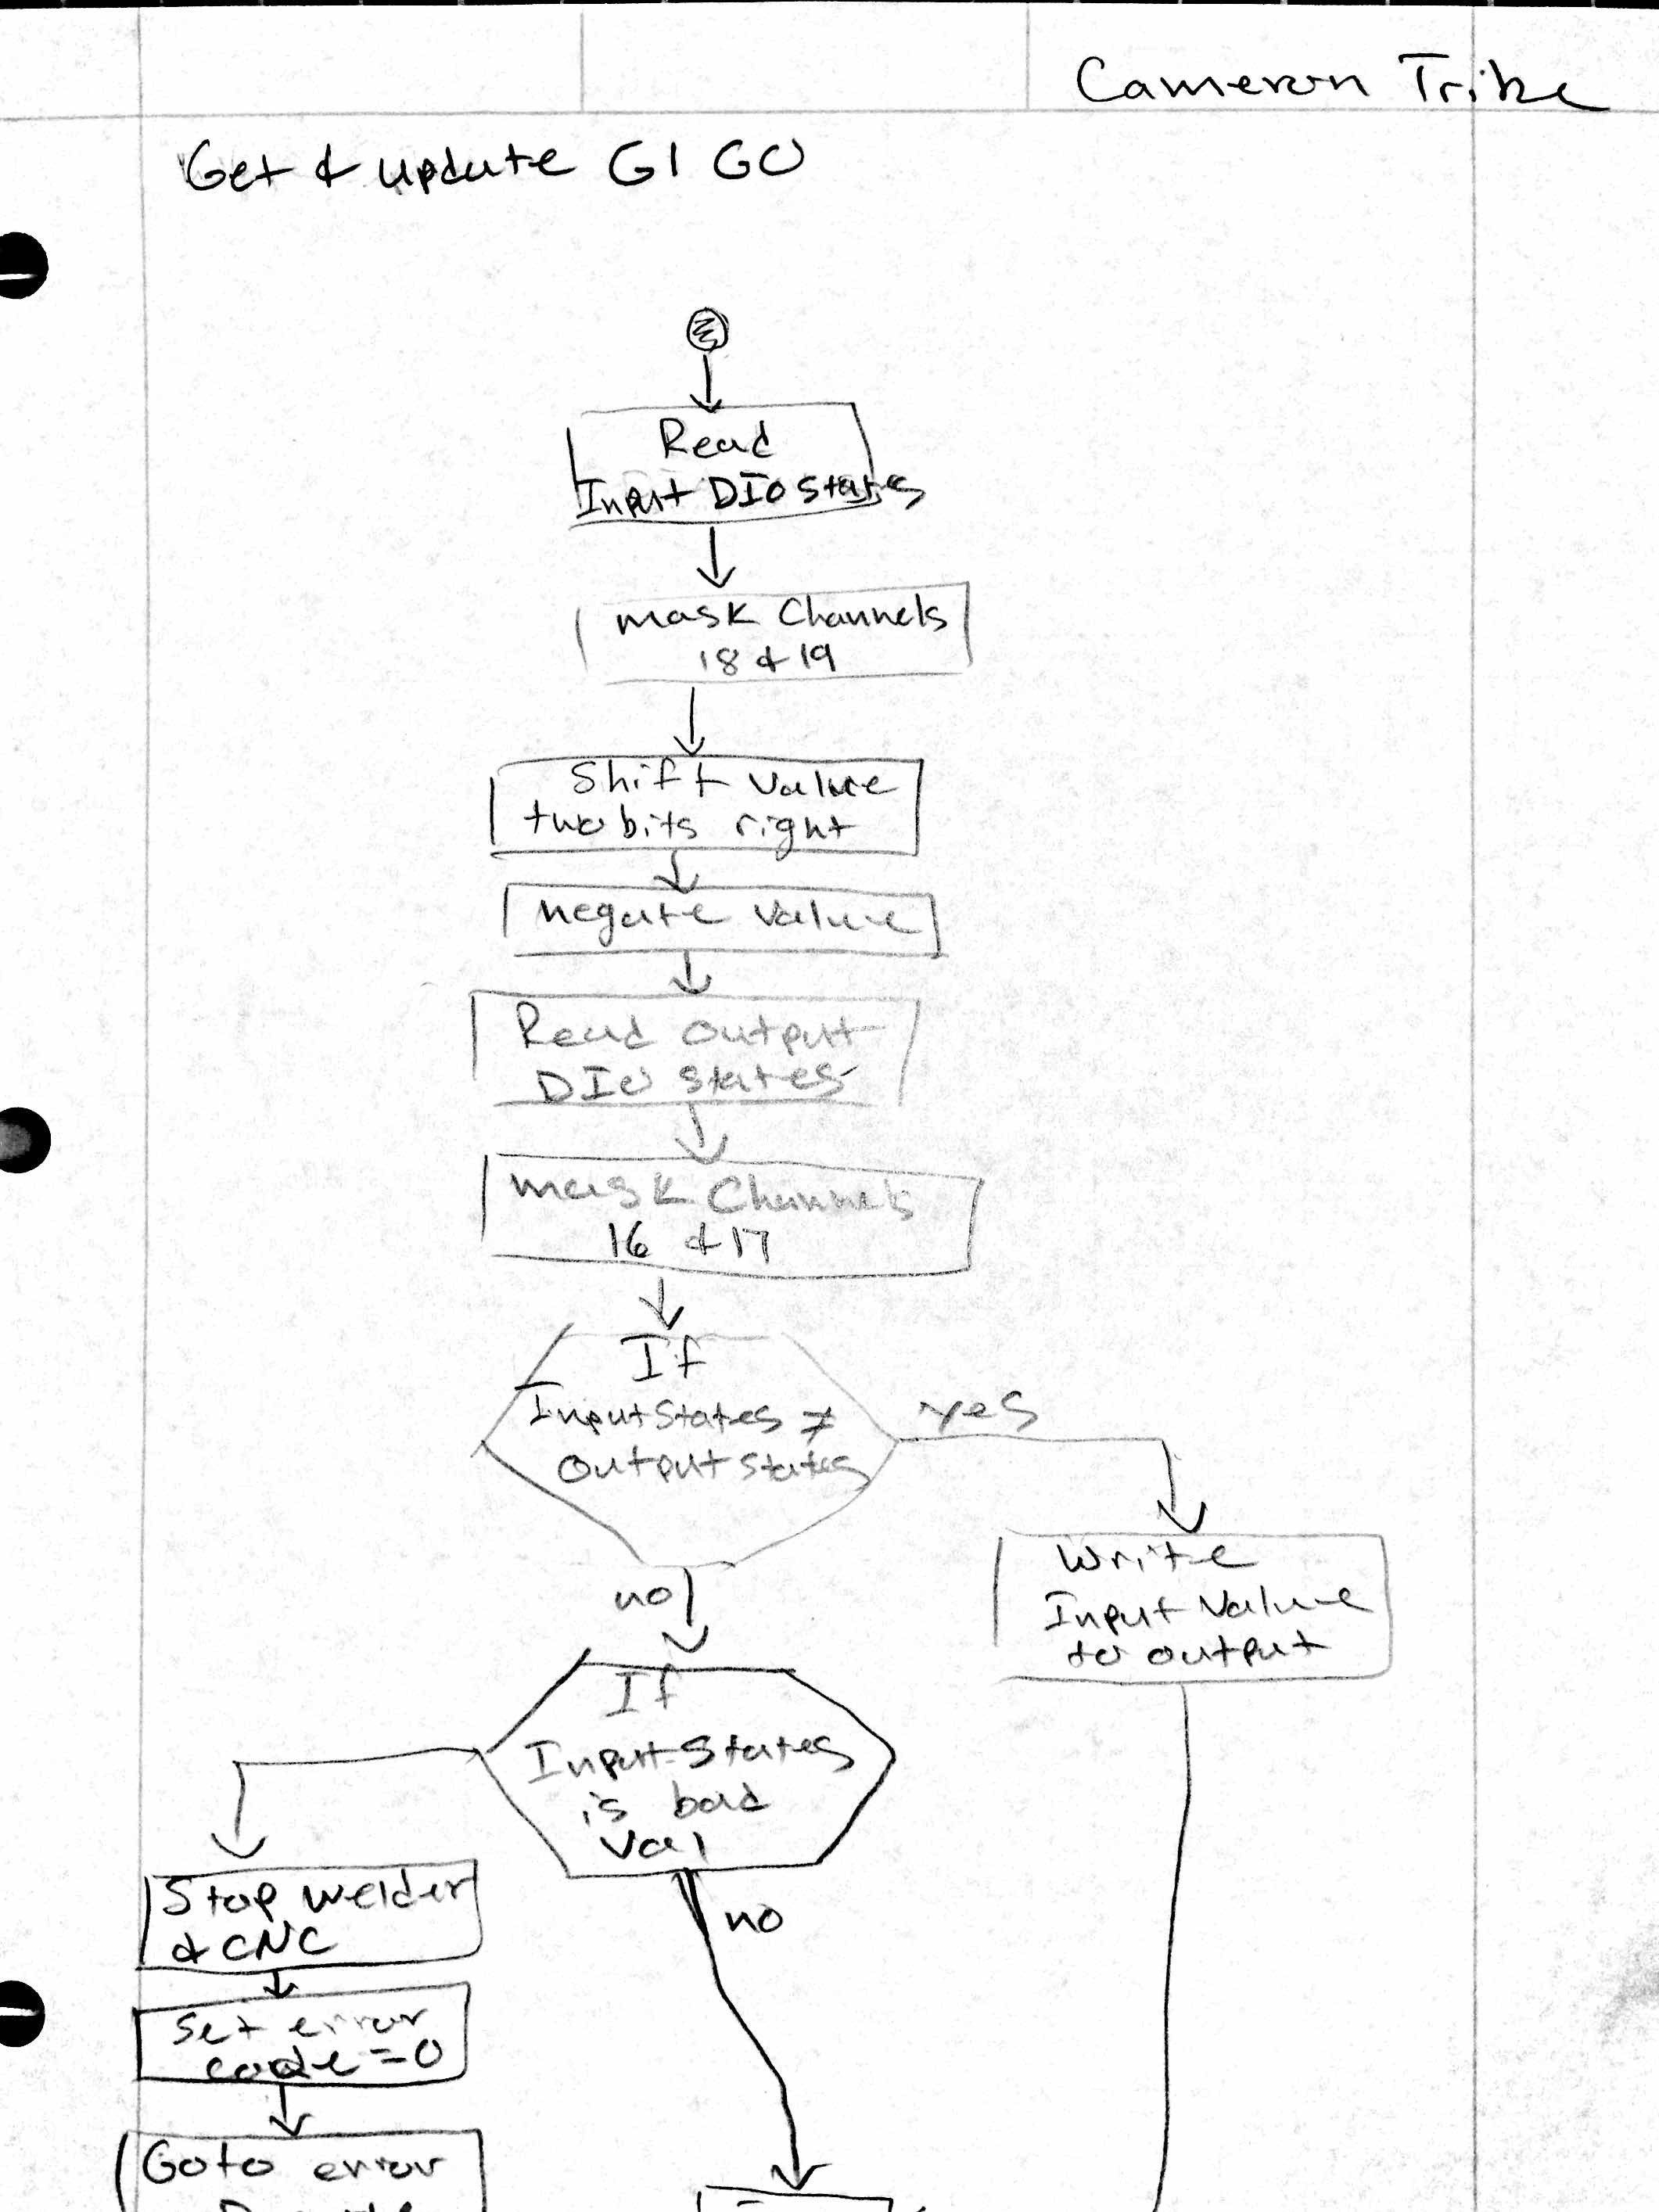 Cameron Tribe
Get & update GI GO
Read
Input DIO States
mask Channels
18 & 19
Shift value
two bits right
negate value
Read output
DIO states
mask Channels
16 & 17
If
Input States ≠
Output states
yes
Write
Input Value
to output
no
If
Input States
is bad
Val
no
Stop welder
& CNC
Set error
code = 0
Goto error